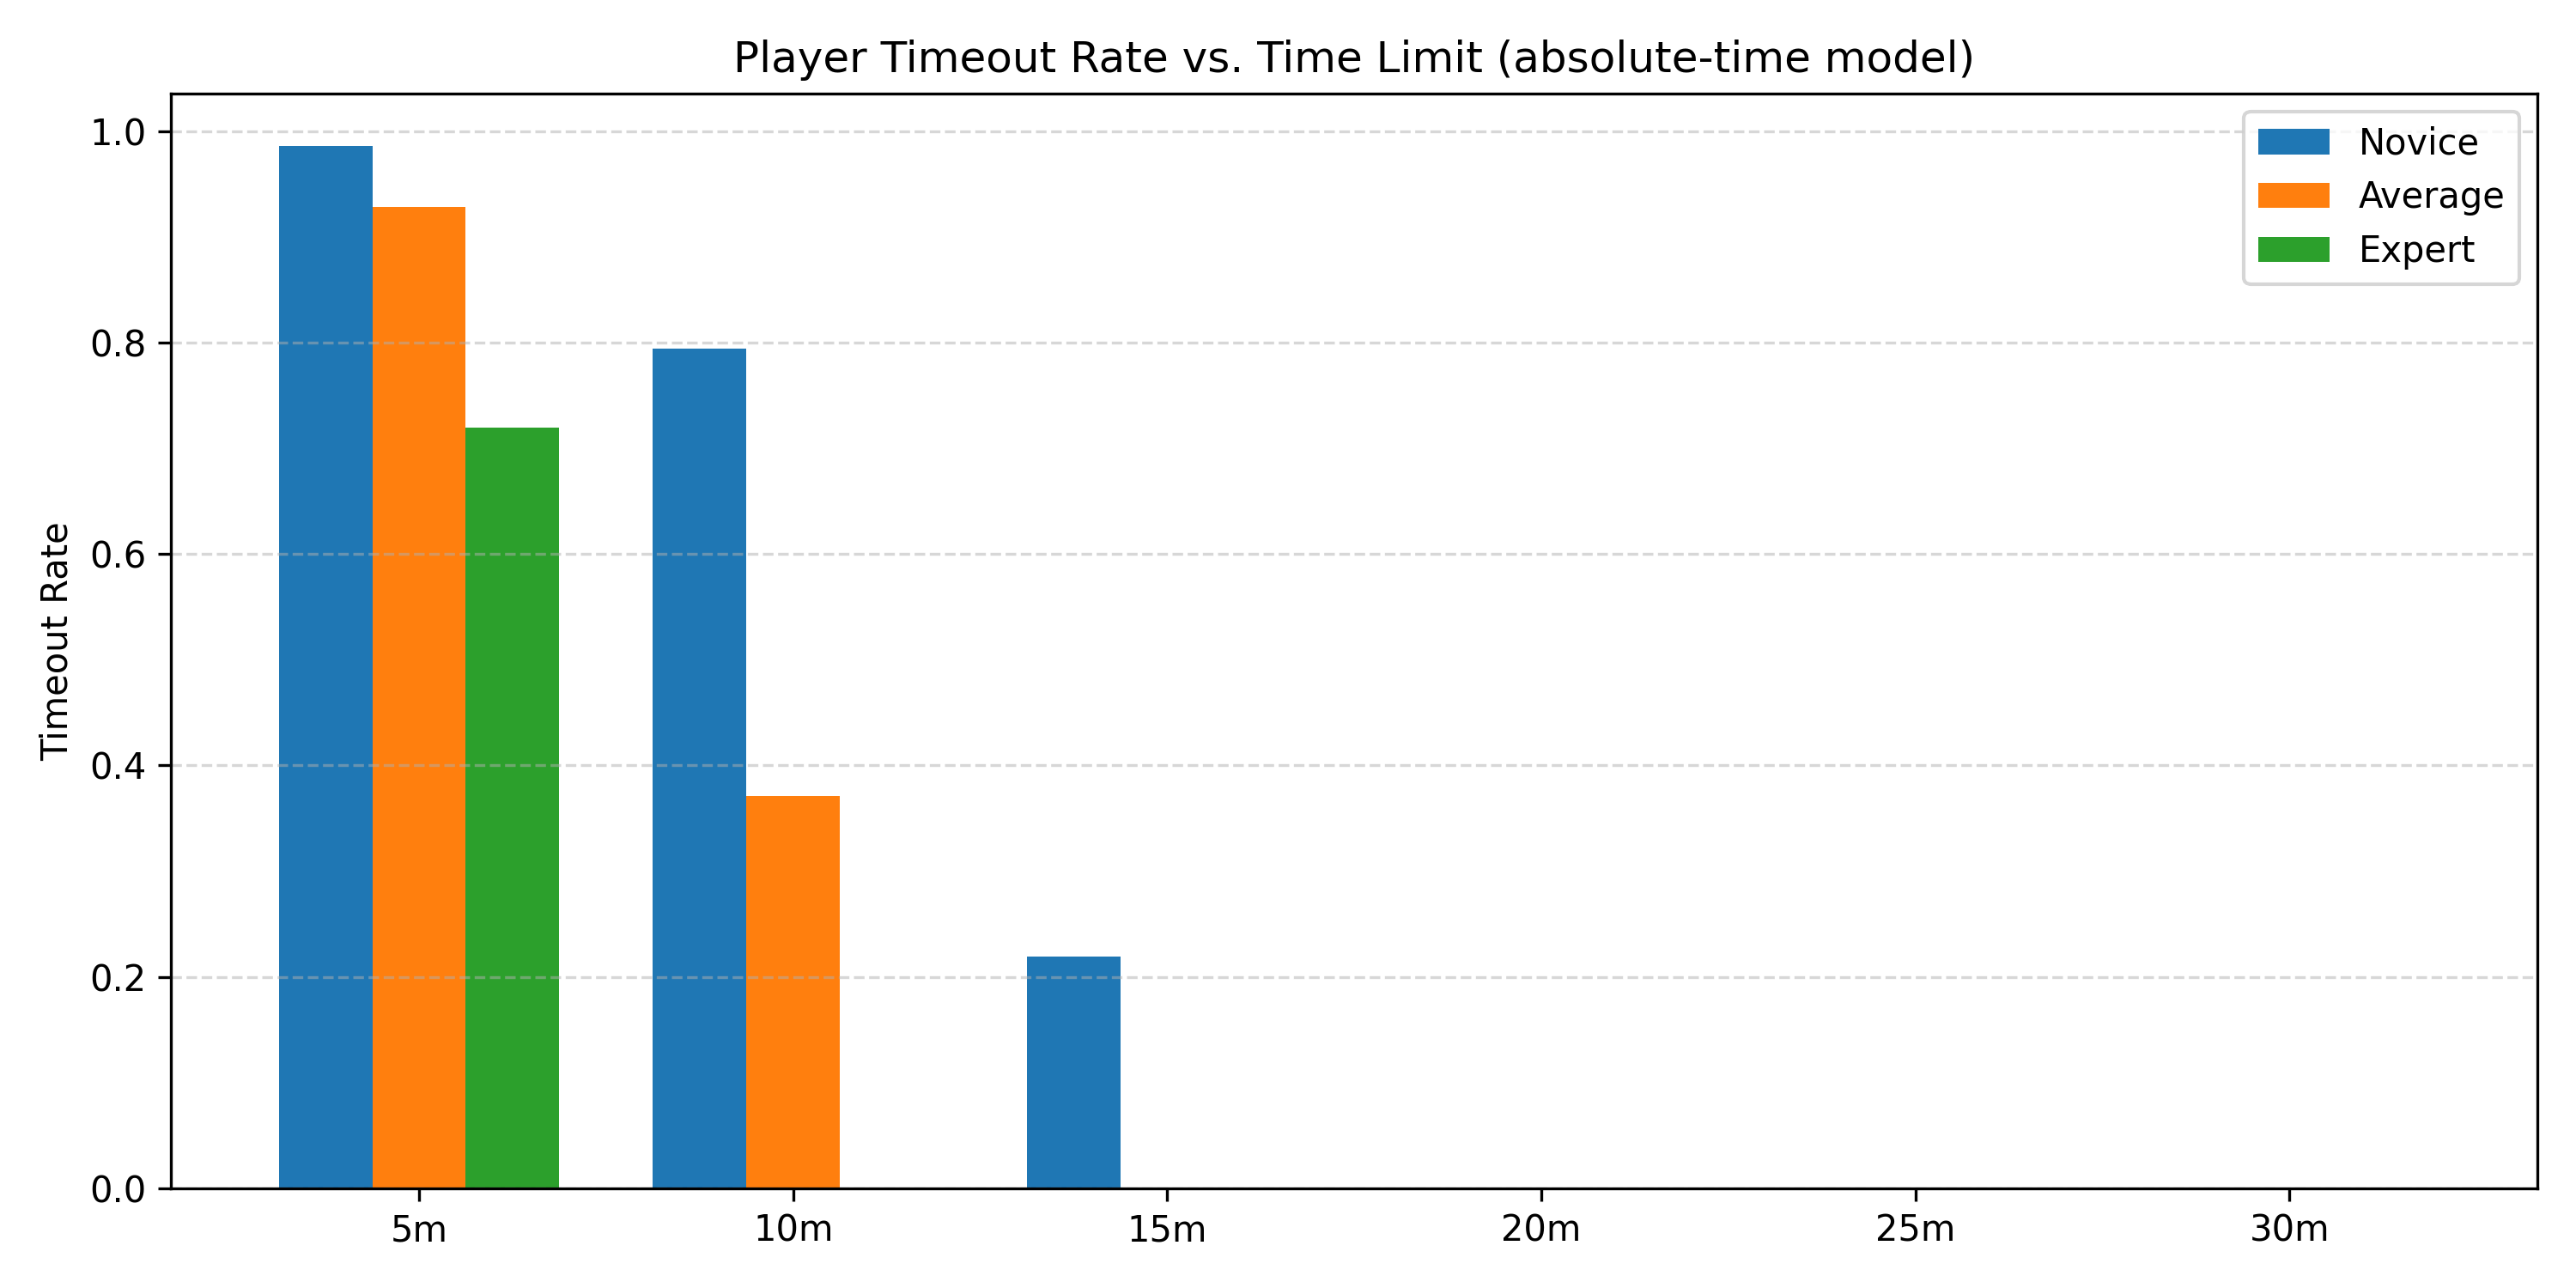 Player Timeout Rate vs. Time Limit (absolute-time model)
1.0
0.8
0.6
0.4
0.2
0.0
Timeout Rate
Novice
Average
Expert
5m 10m 15m 20m 25m 30m